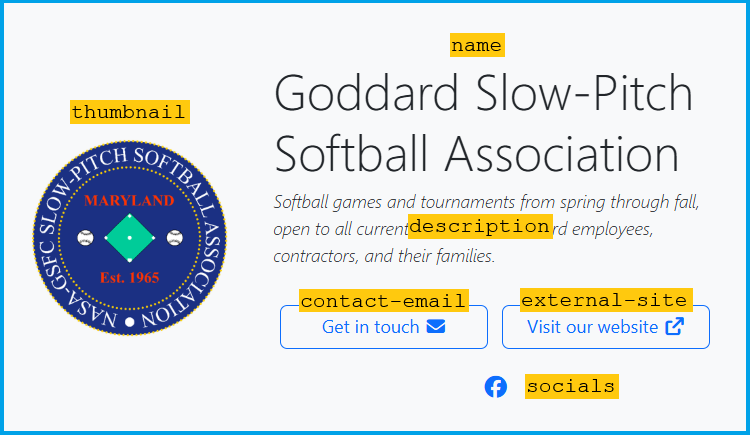 name
Goddard Slow-Pitch
Softball Association
thumbnail
NASA-GSFC SLOW-PITCH SOFTBALL ASSOCIATION
MARYLAND
Est. 1965
Softball games and tournaments from spring through fall,
open to all current description rd employees,
contractors, and their families.
contact-email
external-site
Get in touch
Visit our website
socials